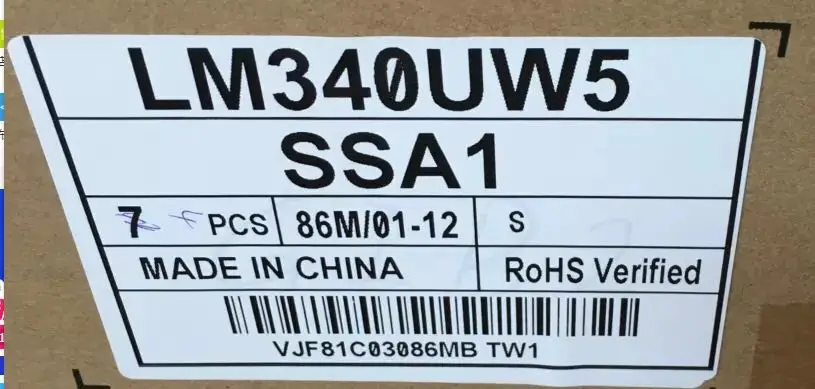 LM340UW5
SSA1
7 PCS 86M/01-12 S
MADE IN CHINA RoHS Verified
VJF81C03086MB TW1